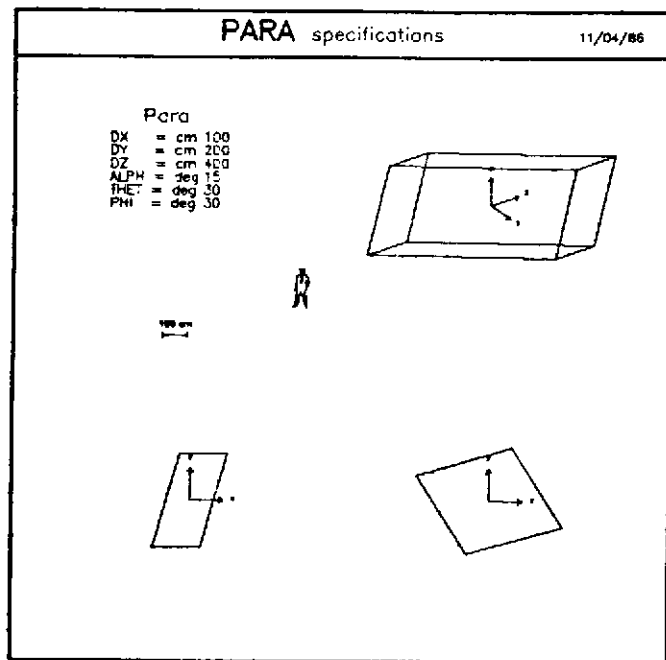 PARA specifications 11/04/86
Para
DX = cm 100
DY = cm 200
DZ = cm 400
ALPH = deg 15
THET = deg 30
PHI = deg 30
100 cm